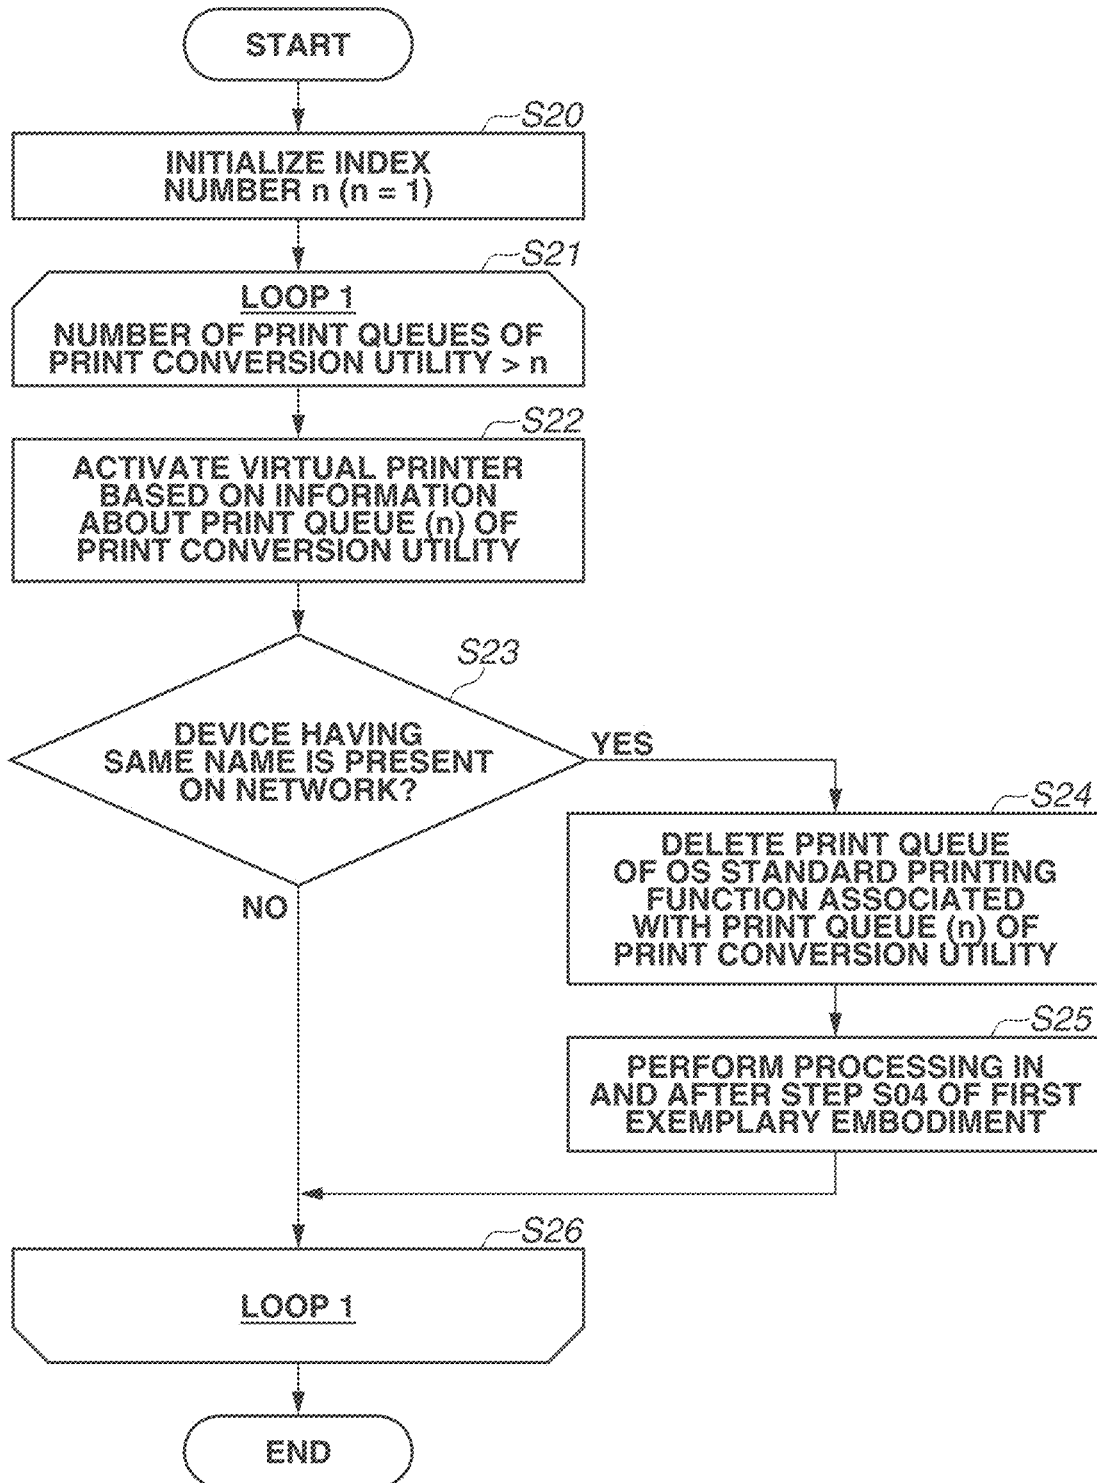 START
S20
INITIALIZE INDEX
NUMBER n (n = 1)
S21
LOOP 1
NUMBER OF PRINT QUEUES OF
PRINT CONVERSION UTILITY > n
S22
ACTIVATE VIRTUAL PRINTER
BASED ON INFORMATION
ABOUT PRINT QUEUE (n) OF
PRINT CONVERSION UTILITY
S23
DEVICE HAVING
SAME NAME IS PRESENT
ON NETWORK?
YES
S24
DELETE PRINT QUEUE
OF OS STANDARD PRINTING
FUNCTION ASSOCIATED
WITH PRINT QUEUE (n) OF
PRINT CONVERSION UTILITY
NO
S25
PERFORM PROCESSING IN
AND AFTER STEP S04 OF FIRST
EXEMPLARY EMBODIMENT
S26
LOOP 1
END